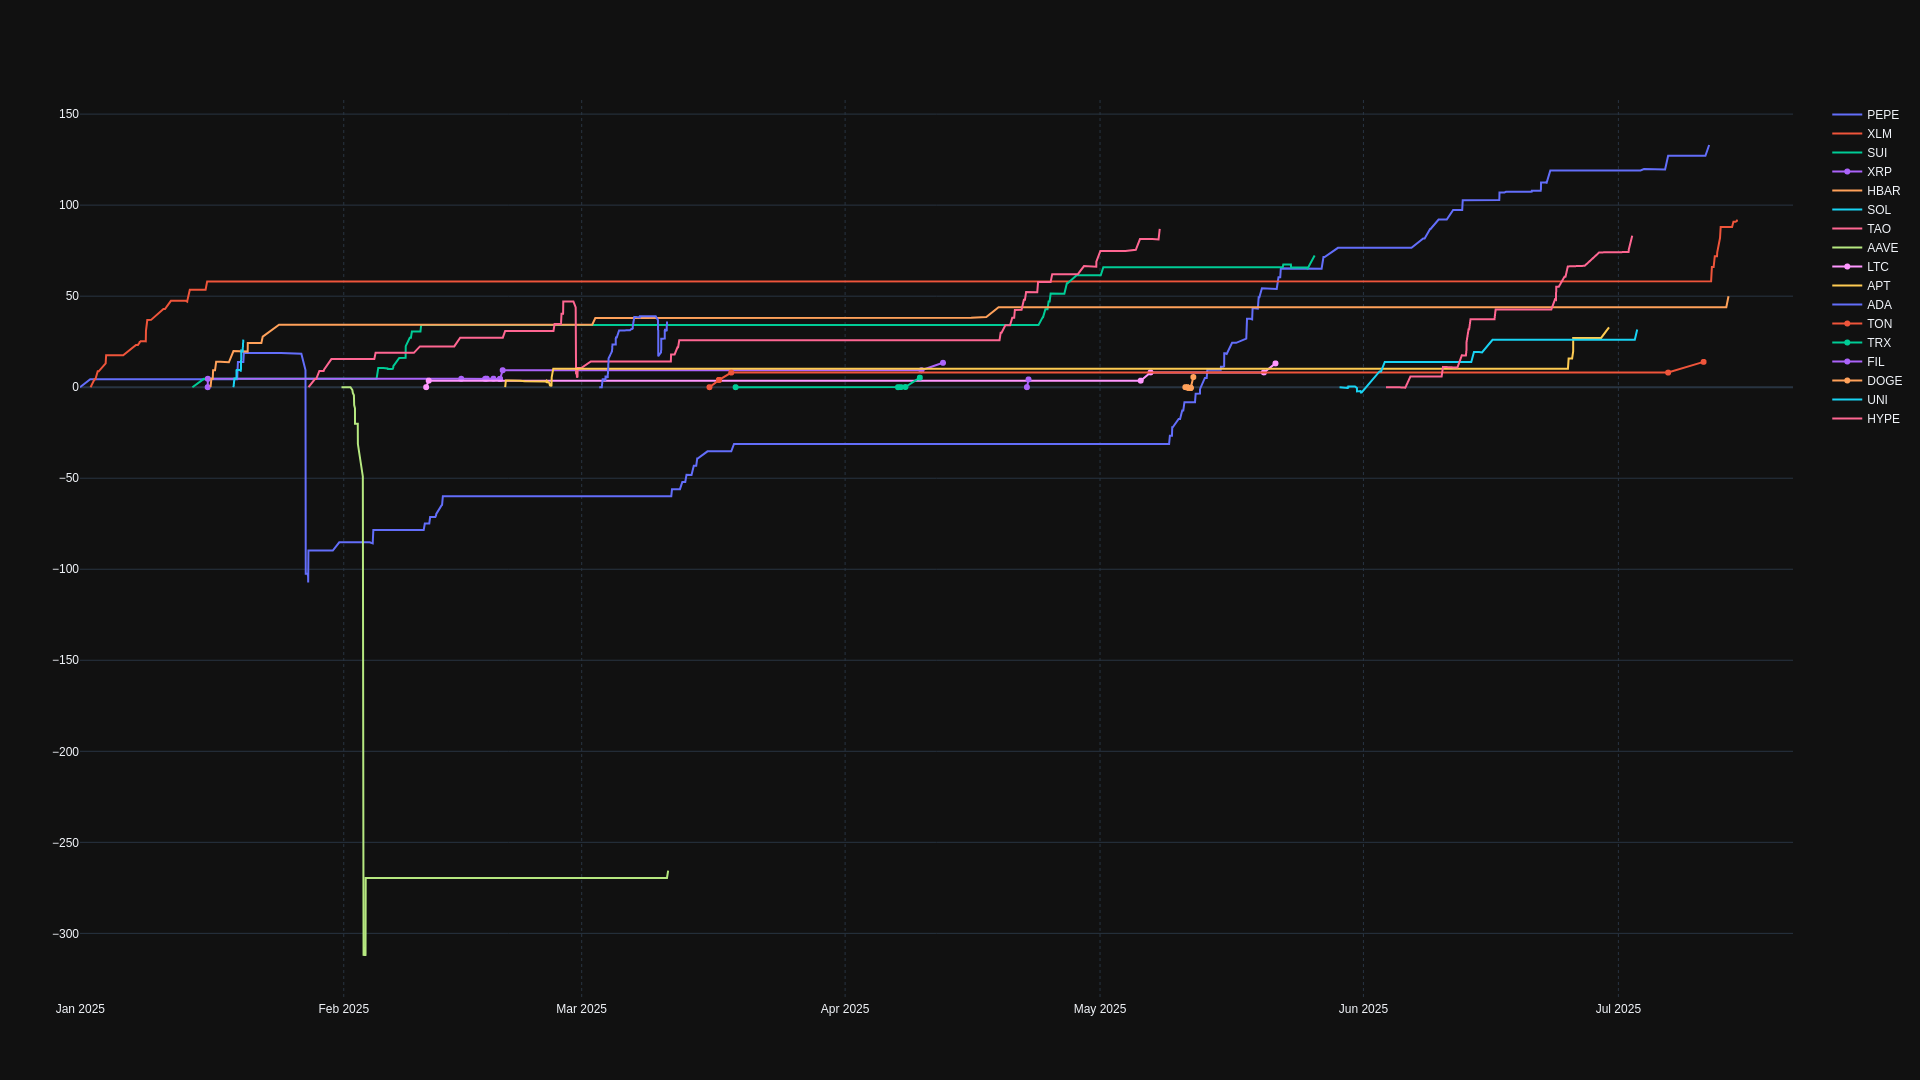 150
100
50
0
−50
−100
−150
−200
−250
−300
Jan 2025
Feb 2025
Mar 2025
Apr 2025
May 2025
Jun 2025
Jul 2025
PEPE
XLM
SUI
XRP
HBAR
SOL
TAO
AAVE
LTC
APT
ADA
TON
TRX
FIL
DOGE
UNI
HYPE